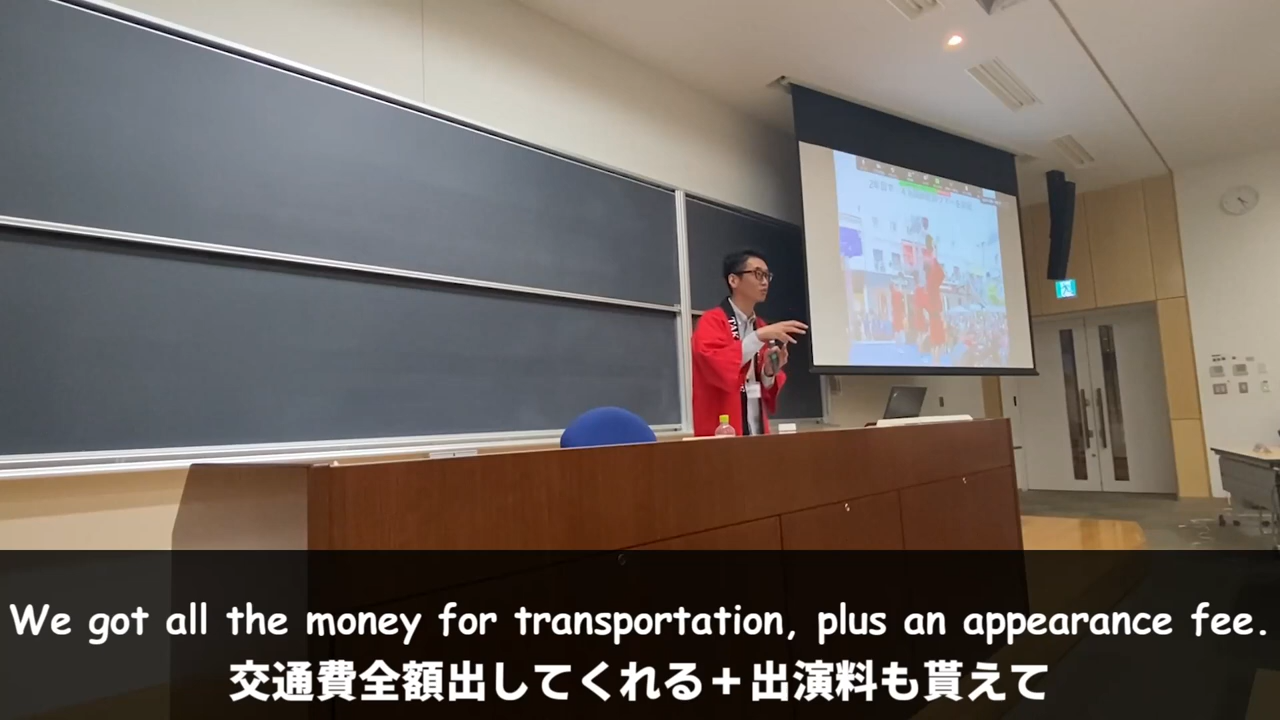 TAK
We got all the money for transportation, plus an appearance fee.
交通費全額出してくれる＋出演料も貰えて